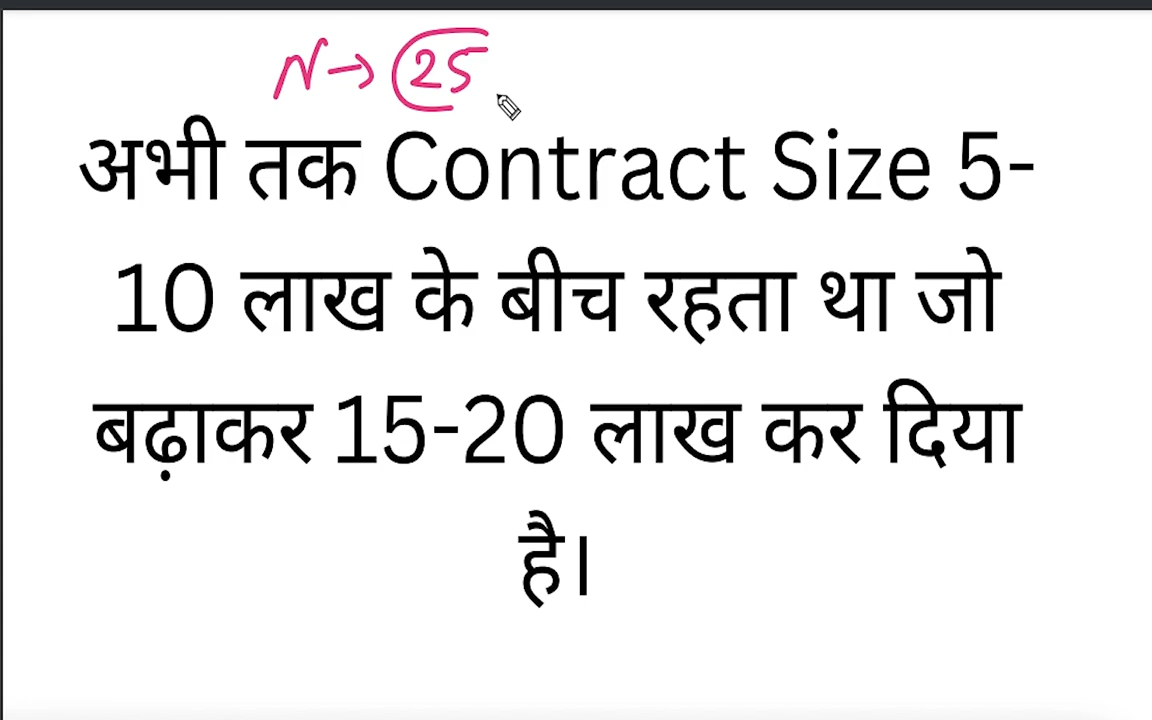 N→25
अभी तक Contract Size 5-
10 लाख के बीच रहता था जो
बढ़ाकर 15-20 लाख कर दिया
है।